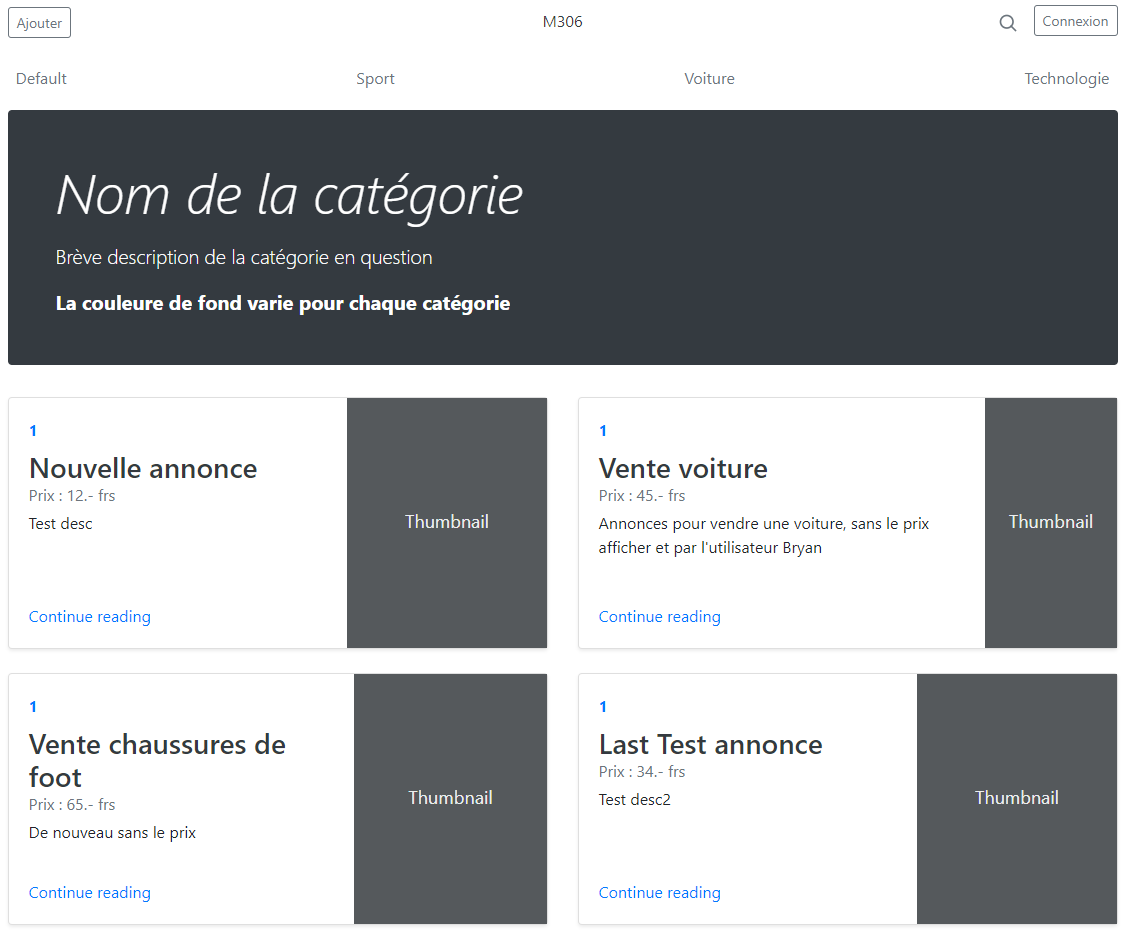 Ajouter
M306
Connexion
Default
Sport
Voiture
Technologie
Nom de la catégorie
Brève description de la catégorie en question
La couleure de fond varie pour chaque catégorie
1
Nouvelle annonce
Prix : 12.- frs
Test desc
Continue reading
Thumbnail
1
Vente voiture
Prix : 45.- frs
Annonces pour vendre une voiture, sans le prix
afficher et par l'utilisateur Bryan
Continue reading
Thumbnail
1
Vente chaussures de
foot
Prix : 65.- frs
De nouveau sans le prix
Continue reading
Thumbnail
1
Last Test annonce
Prix : 34.- frs
Test desc2
Continue reading
Thumbnail